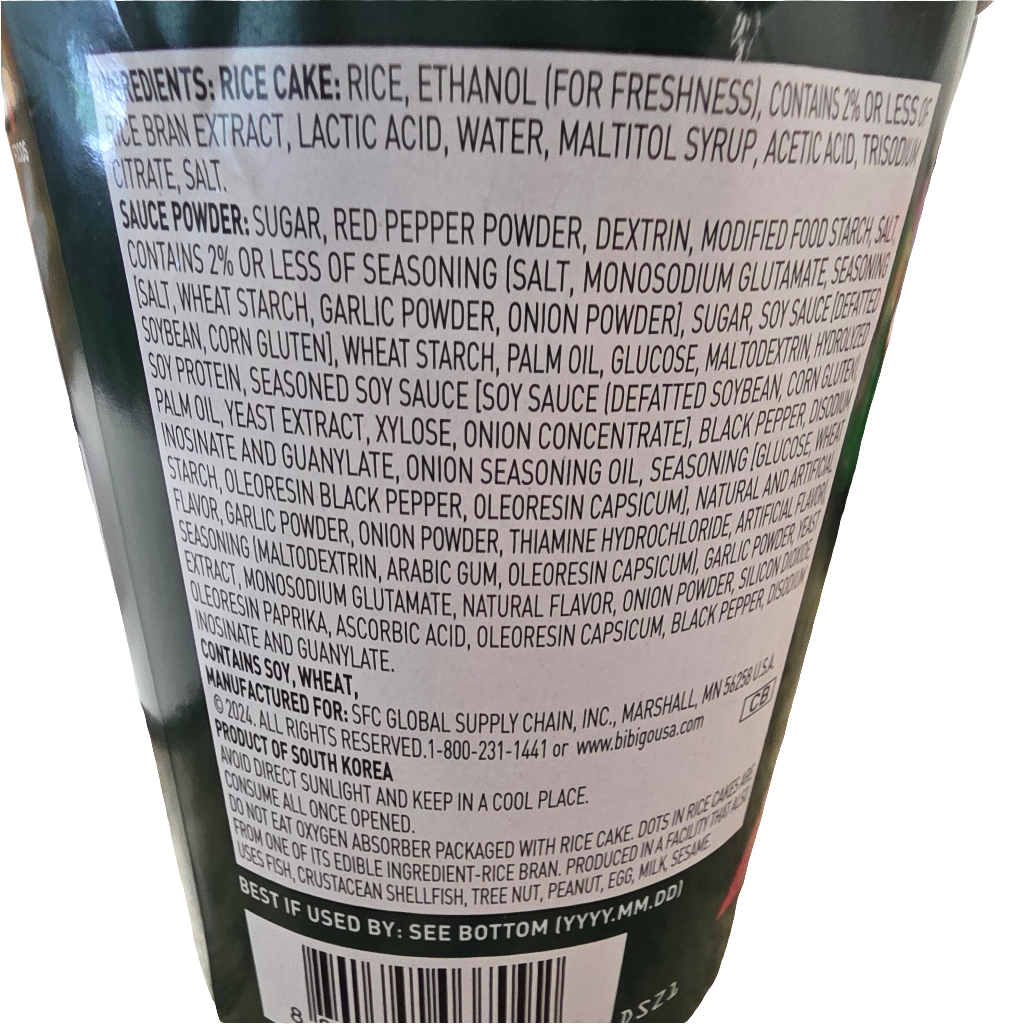 REDIENTS: RICE CAKE: RICE, ETHANOL (FOR FRESHNESS), CONTAINS 2% OR LESS OF
RICE BRAN EXTRACT, LACTIC ACID, WATER, MALTITOL SYRUP, ACETIC ACID, TRISODIUM
CITRATE, SALT.
SAUCE POWDER: SUGAR, RED PEPPER POWDER, DEXTRIN, MODIFIED FOOD STARCH, SALT,
CONTAINS 2% OR LESS OF SEASONING (SALT, MONOSODIUM GLUTAMATE, SEASONING
[SALT, WHEAT STARCH, GARLIC POWDER, ONION POWDER], SUGAR, SOY SAUCE [DEFATTED
SOYBEAN, CORN GLUTEN], WHEAT STARCH, PALM OIL, GLUCOSE, MALTODEXTRIN, HYDROLYZED
SOY PROTEIN, SEASONED SOY SAUCE [SOY SAUCE (DEFATTED SOYBEAN, CORN GLUTEN)
PALM OIL, YEAST EXTRACT, XYLOSE, ONION CONCENTRATE], BLACK PEPPER, DISODIUM
INOSINATE AND GUANYLATE, ONION SEASONING OIL, SEASONING [GLUCOSE, WHEAT
STARCH, OLEORESIN BLACK PEPPER, OLEORESIN CAPSICUM], NATURAL AND ARTIFICIAL
FLAVOR, GARLIC POWDER, ONION POWDER, THIAMINE HYDROCHLORIDE, ARTIFICIAL FLAVOR),
SEASONING (MALTODEXTRIN, ARABIC GUM, OLEORESIN CAPSICUM), GARLIC POWDER, YEAST
EXTRACT, MONOSODIUM GLUTAMATE, NATURAL FLAVOR, ONION POWDER, SILICON DIOXIDE,
OLEORESIN PAPRIKA, ASCORBIC ACID, OLEORESIN CAPSICUM, BLACK PEPPER, DISODIUM
INOSINATE AND GUANYLATE.
CONTAINS SOY, WHEAT,
MANUFACTURED FOR: SFC GLOBAL SUPPLY CHAIN, INC., MARSHALL, MN 56258 U.S.A.
© 2024. ALL RIGHTS RESERVED.1-800-231-1441 or www.bibigousa.com
CB
PRODUCT OF SOUTH KOREA
AVOID DIRECT SUNLIGHT AND KEEP IN A COOL PLACE.
CONSUME ALL ONCE OPENED.
DO NOT EAT OXYGEN ABSORBER PACKAGED WITH RICE CAKE. DOTS IN RICE CAKES ARE
FROM ONE OF ITS EDIBLE INGREDIENT-RICE BRAN. PRODUCED IN A FACILITY THAT ALSO
USES FISH, CRUSTACEAN SHELLFISH, TREE NUT, PEANUT, EGG, MILK, SESAME.
BEST IF USED BY: SEE BOTTOM (YYYY.MM.DD)
8
DSZ1